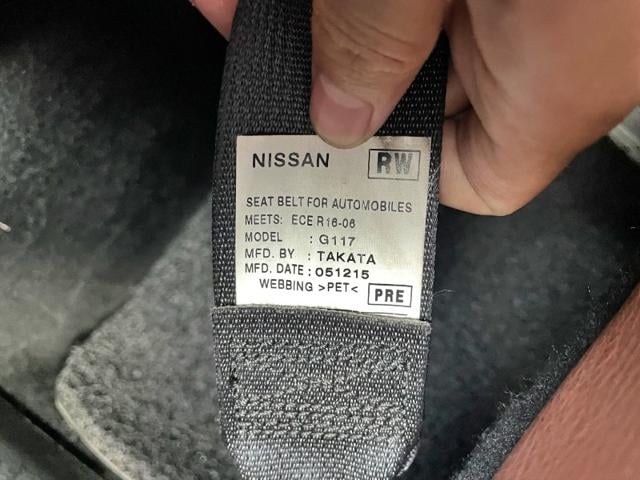 NISSAN RW
SEAT BELT FOR AUTOMOBILES
MEETS: ECE R16-06
MODEL : G117
MFD. BY : TAKATA
MFD. DATE : 051215
WEBBING >PET< PRE